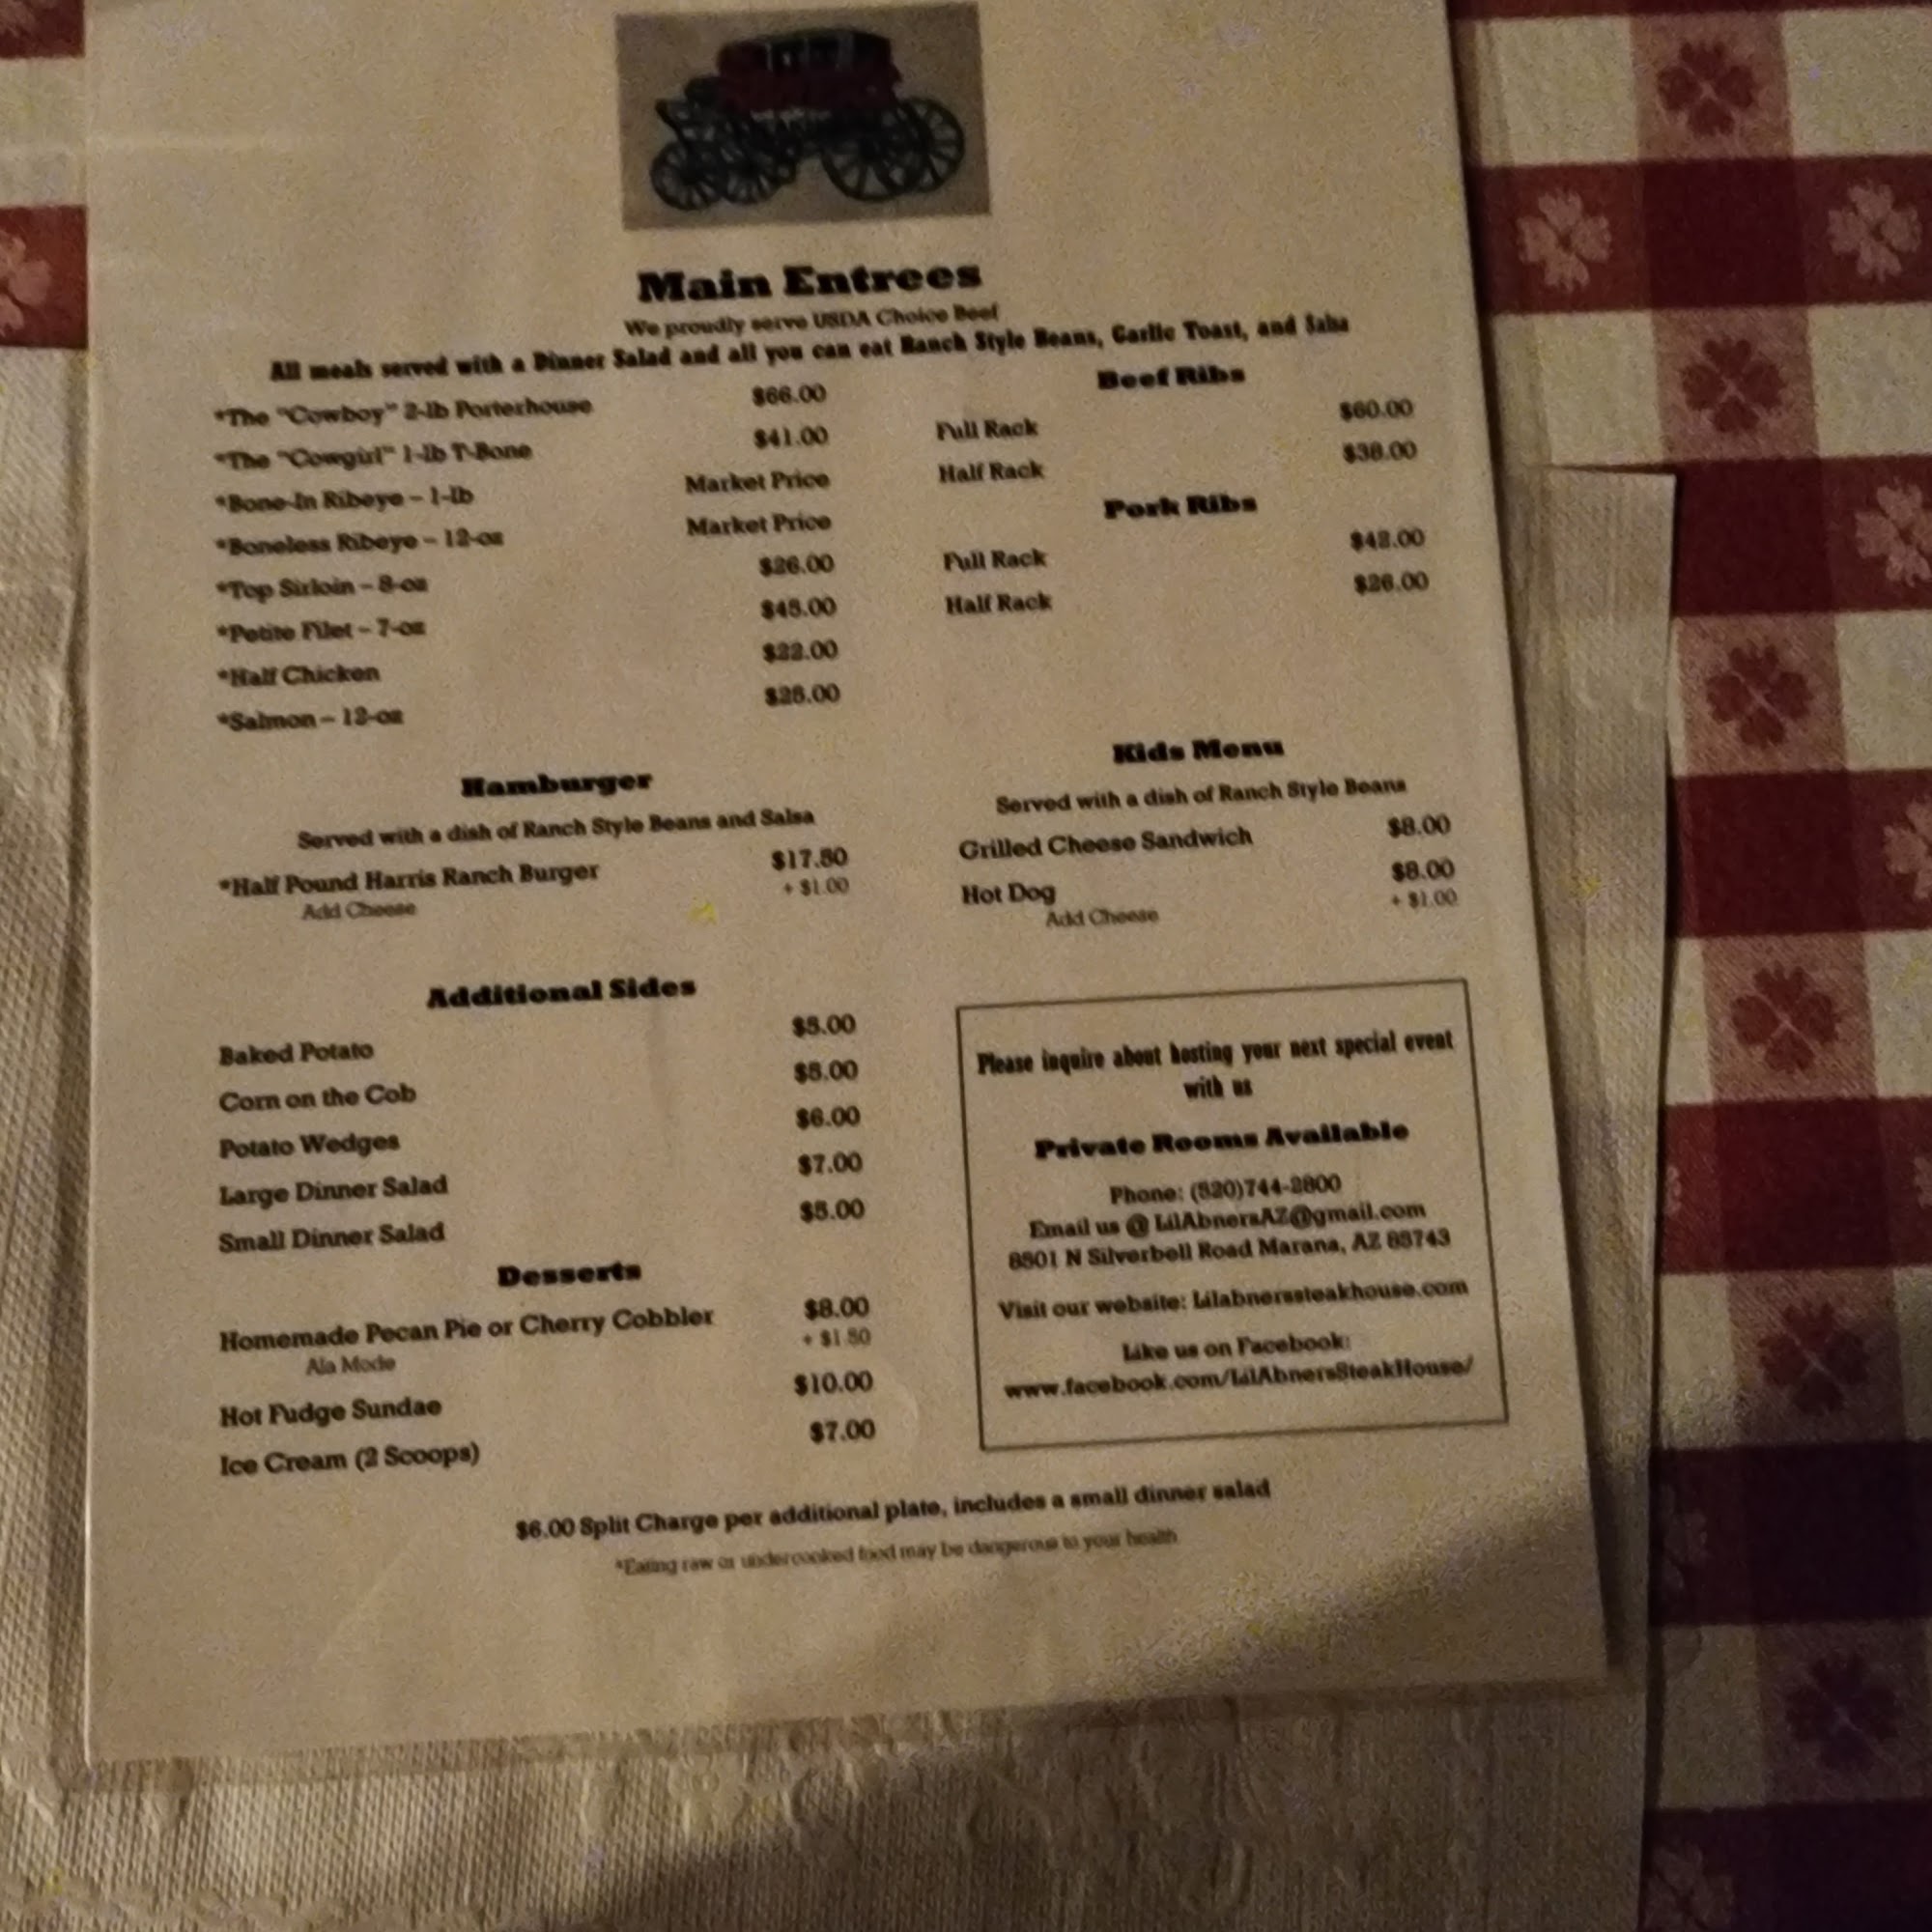 Main Entrees
We proudly serve USDA Choice Beef
All meals served with a Dinner Salad and all you can eat Ranch Style Beans, Garlic Toast, and Salsa
*The "Cowboy" 2-lb Porterhouse $66.00
*The "Cowgirl" 1-lb T-Bone $41.00
*Bone-In Ribeye – 1-lb Market Price
*Boneless Ribeye – 12-oz Market Price
*Top Sirloin – 8-oz $26.00
*Petite Filet – 7-oz
*Half Chicken $22.00
*Salmon – 12-oz
Beef Ribs
Full Rack $60.00
Half Rack
Pork Ribs
Full Rack $42.00
Half Rack $26.00
Hamburger
Served with a dish of Ranch Style Beans and Salsa
*Half Pound Harris Ranch Burger $17.50
Add Cheese + $1.00
Kids Menu
Served with a dish of Ranch Style Beans
Grilled Cheese Sandwich $8.00
Hot Dog $8.00
Add Cheese + $1.00
Additional Sides
Baked Potato $5.00
Corn on the Cob $5.00
Potato Wedges $6.00
Large Dinner Salad $7.00
Small Dinner Salad $5.00
Desserts
Homemade Pecan Pie or Cherry Cobbler $8.00
Ala Mode + $1.50
Hot Fudge Sundae $10.00
Ice Cream (2 Scoops) $7.00
Please inquire about hosting your next special event
with us
Private Rooms Available
Phone: (520)744-2800
Email us @ LilAbnersAZ@gmail.com
8501 N Silverbell Road Marana, AZ 85743
Visit our website: Lilabnerssteakhouse.com
Like us on Facebook:
www.facebook.com/LilAbnersSteakHouse/
$6.00 Split Charge per additional plate, includes a small dinner salad
*Eating raw or undercooked food may be dangerous to your health